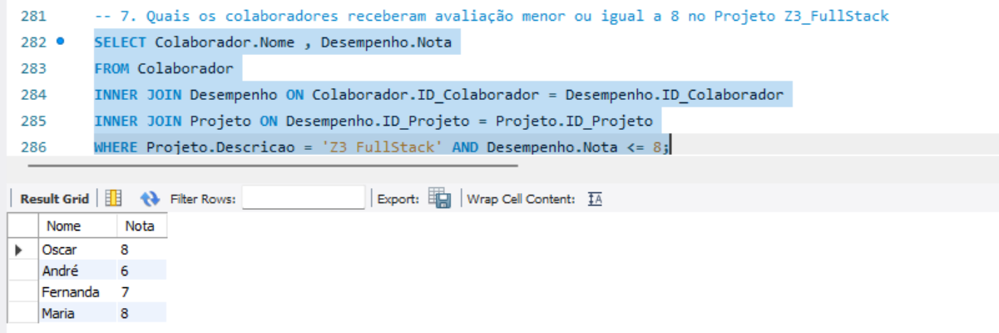 281 -- 7. Quais os colaboradores receberam avaliação menor ou igual a 8 no Projeto Z3_FullStack
282 SELECT Colaborador.Nome , Desempenho.Nota
283 FROM Colaborador
284 INNER JOIN Desempenho ON Colaborador.ID_Colaborador = Desempenho.ID_Colaborador
285 INNER JOIN Projeto ON Desempenho.ID_Projeto = Projeto.ID_Projeto
286 WHERE Projeto.Descricao = 'Z3_FullStack' AND Desempenho.Nota <= 8;
Result Grid Filter Rows: Export: Wrap Cell Content: IA
Nome Nota
Oscar 8
André 6
Fernanda 7
Maria 8